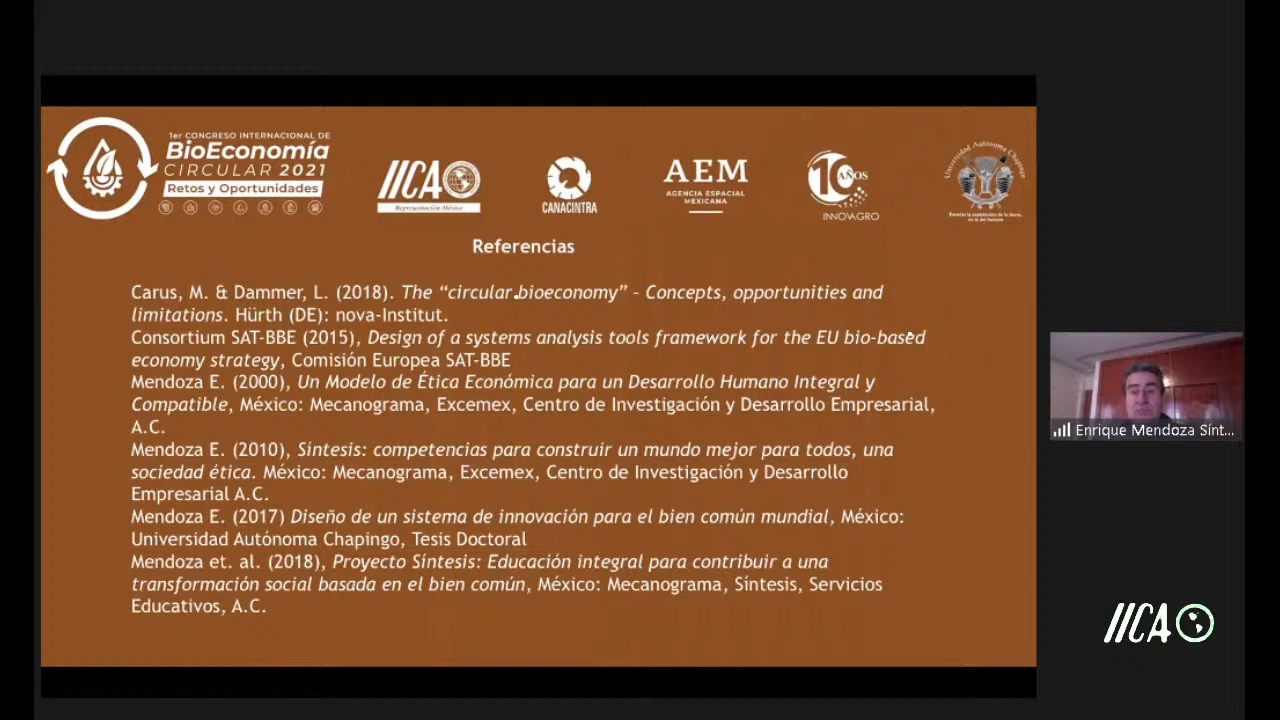 1er CONGRESO INTERNACIONAL DE
BioEconomía
CIRCULAR 2021
Retos y Oportunidades
IICA
Representación México
CANACINTRA
AEM
AGENCIA ESPACIAL
MEXICANA
10 AÑOS
INNOVAGRO
Universidad Autónoma Chapingo
Referencias
Carus, M. & Dammer, L. (2018). The “circular bioeconomy” – Concepts, opportunities and
limitations. Hürth (DE): nova-Institut.
Consortium SAT-BBE (2015), Design of a systems analysis tools framework for the EU bio-based
economy strategy, Comisión Europea SAT-BBE
Mendoza E. (2000), Un Modelo de Ética Económica para un Desarrollo Humano Integral y
Compatible, México: Mecanograma, Excemex, Centro de Investigación y Desarrollo Empresarial,
A.C.
Mendoza E. (2010), Síntesis: competencias para construir un mundo mejor para todos, una
sociedad ética. México: Mecanograma, Excemex, Centro de Investigación y Desarrollo
Empresarial A.C.
Mendoza E. (2017) Diseño de un sistema de innovación para el bien común mundial, México:
Universidad Autónoma Chapingo, Tesis Doctoral
Mendoza et. al. (2018), Proyecto Síntesis: Educación integral para contribuir a una
transformación social basada en el bien común, México: Mecanograma, Síntesis, Servicios
Educativos, A.C.
Enrique Mendoza Sínt...
IICA